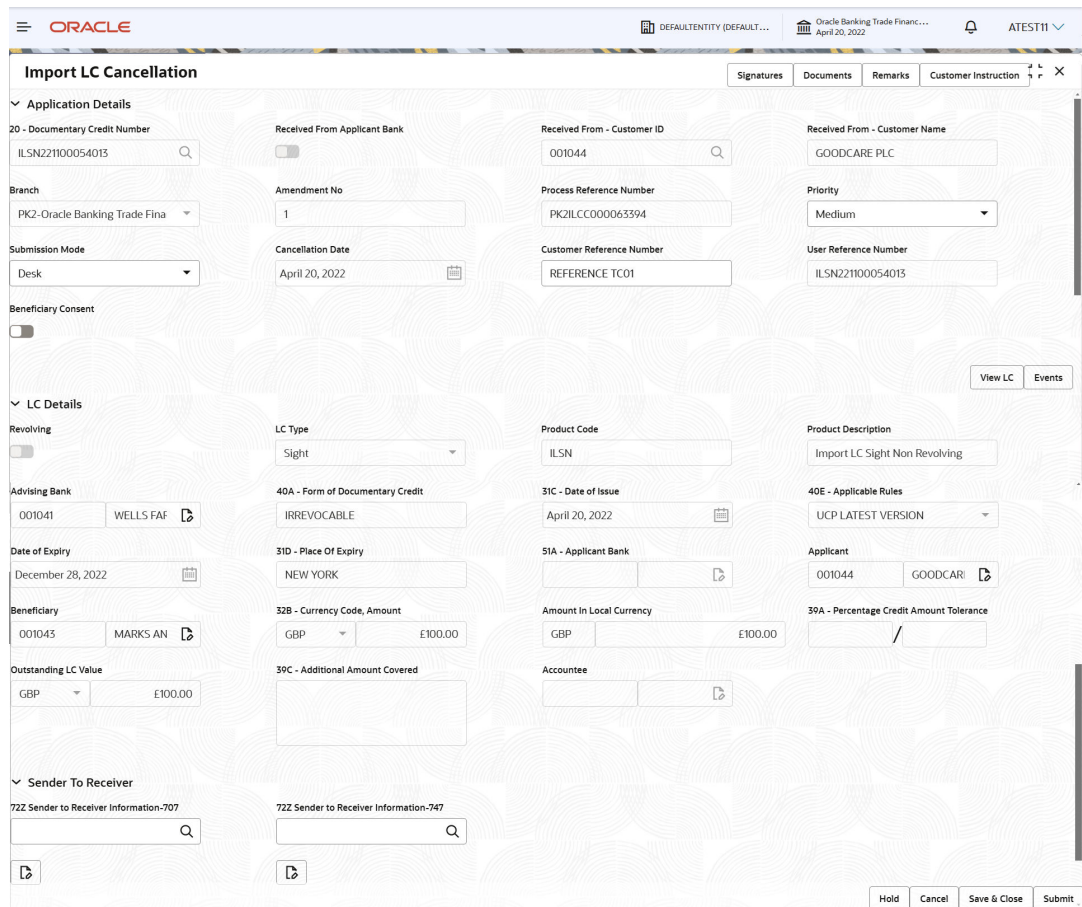 ORACLE
DEFAULTENTITY (DEFAULT...
Oracle Banking Trade Financ...
April 20, 2022
ATEST11
Import LC Cancellation
Signatures Documents Remarks Customer Instruction
Application Details
20 - Documentary Credit Number Received From Applicant Bank Received From - Customer ID Received From - Customer Name
ILSN221100054013 001044 GOODCARE PLC
Branch Amendment No Process Reference Number Priority
PK2-Oracle Banking Trade Fina 1 PK2ILCC000063394 Medium
Submission Mode Cancellation Date Customer Reference Number User Reference Number
Desk April 20, 2022 REFERENCE TC01 ILSN221100054013
Beneficiary Consent
View LC Events
LC Details
Revolving LC Type Product Code Product Description
Sight ILSN Import LC Sight Non Revolving
Advising Bank 40A - Form of Documentary Credit 31C - Date of Issue 40E - Applicable Rules
001041 WELLS FAF IRREVOCABLE April 20, 2022 UCP LATEST VERSION
Date of Expiry 31D - Place Of Expiry 51A - Applicant Bank Applicant
December 28, 2022 NEW YORK 001044 GOODCARI
Beneficiary 32B - Currency Code, Amount Amount In Local Currency 39A - Percentage Credit Amount Tolerance
001043 MARKS AN GBP £100.00 GBP £100.00 /
Outstanding LC Value 39C - Additional Amount Covered Accountee
GBP £100.00
Sender To Receiver
72Z Sender to Receiver Information-707 72Z Sender to Receiver Information-747
Hold Cancel Save & Close Submit